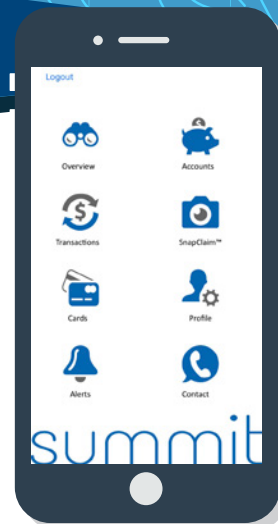 Logout
Overview Accounts
Transactions SnapClaim™
Cards Profile
Alerts Contact
summit